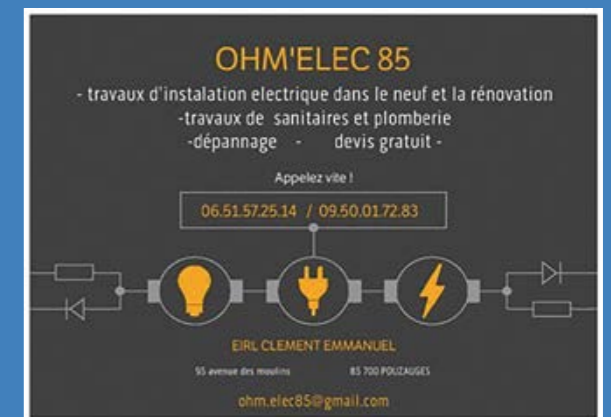 OHM'ELEC 85
- travaux d'instalation electrique dans le neuf et la rénovation
-travaux de sanitaires et plomberie
-dépannage - devis gratuit -
Appelez vite !
06.51.57.25.14 / 09.50.01.72.83
EIRL CLEMENT EMMANUEL
95 avenue des moulins 85 700 POUZAUGES
ohm.elec85@gmail.com